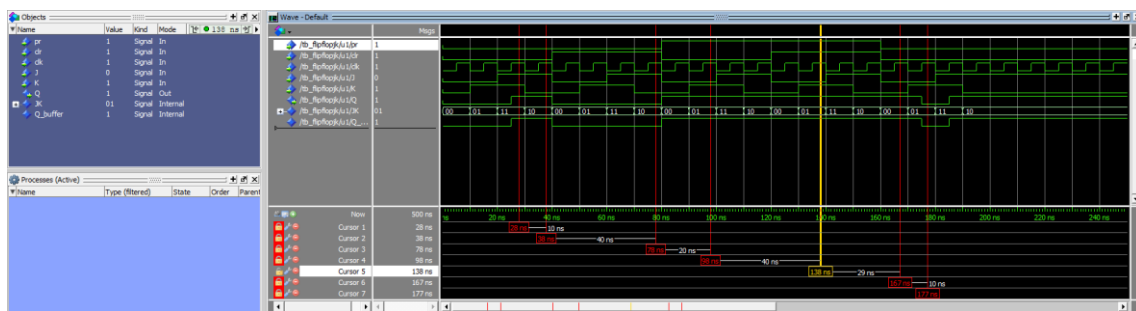 Objects
Name Value Kind Mode 138 ns
pr 1 Signal In
clr 1 Signal In
clk 1 Signal In
J 0 Signal In
K 1 Signal In
Q 1 Signal Out
JK 01 Signal Internal
Q_buffer 1 Signal Internal
Processes (Active)
Name Type (filtered) State Order Parent
Wave - Default
Msgs
/tb_flipflopjk/u1/pr 1
/tb_flipflopjk/u1/clr 1
/tb_flipflopjk/u1/clk 1
/tb_flipflopjk/u1/J 0
/tb_flipflopjk/u1/K 1
/tb_flipflopjk/u1/Q 1
/tb_flipflopjk/u1/JK 01 00 01 11 10 00 01 11 10 00 01 11 10 00 01 11 10 00 01 11 10
/tb_flipflopjk/u1/Q_... 1
Now 500 ns ns 20 ns 40 ns 60 ns 80 ns 100 ns 120 ns 140 ns 160 ns 180 ns 200 ns 220 ns 240 ns
Cursor 1 28 ns 28 ns 10 ns
Cursor 2 38 ns 38 ns 40 ns
Cursor 3 78 ns 78 ns 20 ns
Cursor 4 98 ns 98 ns 40 ns
Cursor 5 138 ns 138 ns 29 ns
Cursor 6 167 ns 167 ns 10 ns
Cursor 7 177 ns 177 ns